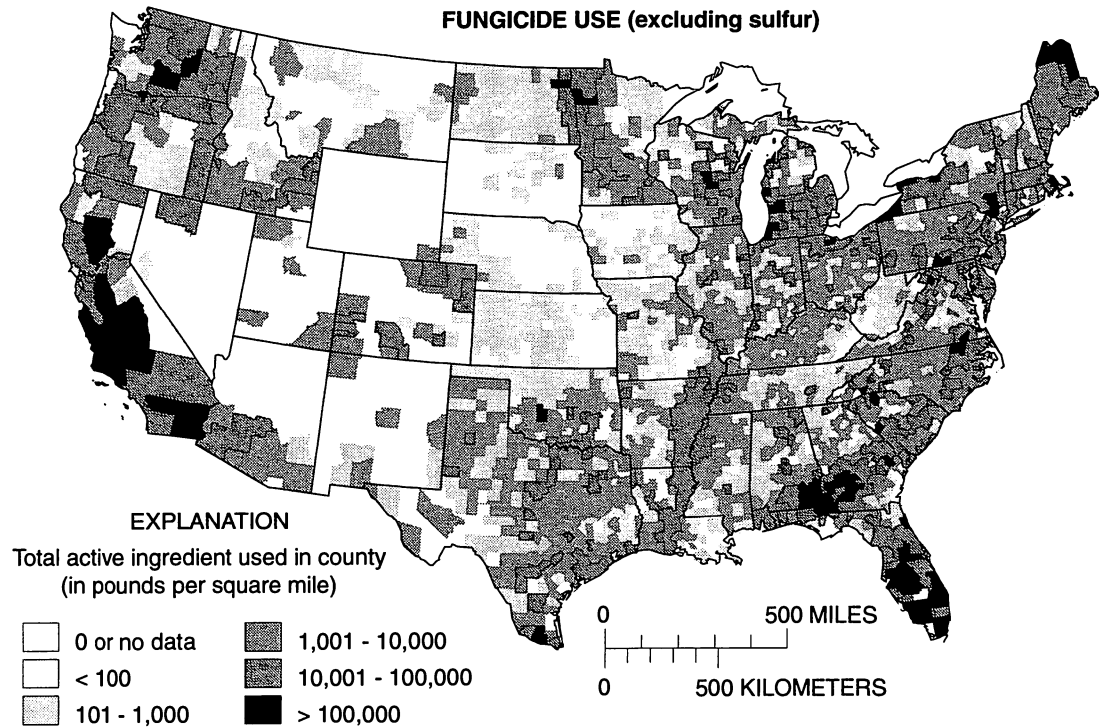 FUNGICIDE USE (excluding sulfur)
EXPLANATION
Total active ingredient used in county
(in pounds per square mile)
0 or no data
< 100
101 - 1,000
1,001 - 10,000
10,001 - 100,000
> 100,000
0 500 MILES
0 500 KILOMETERS